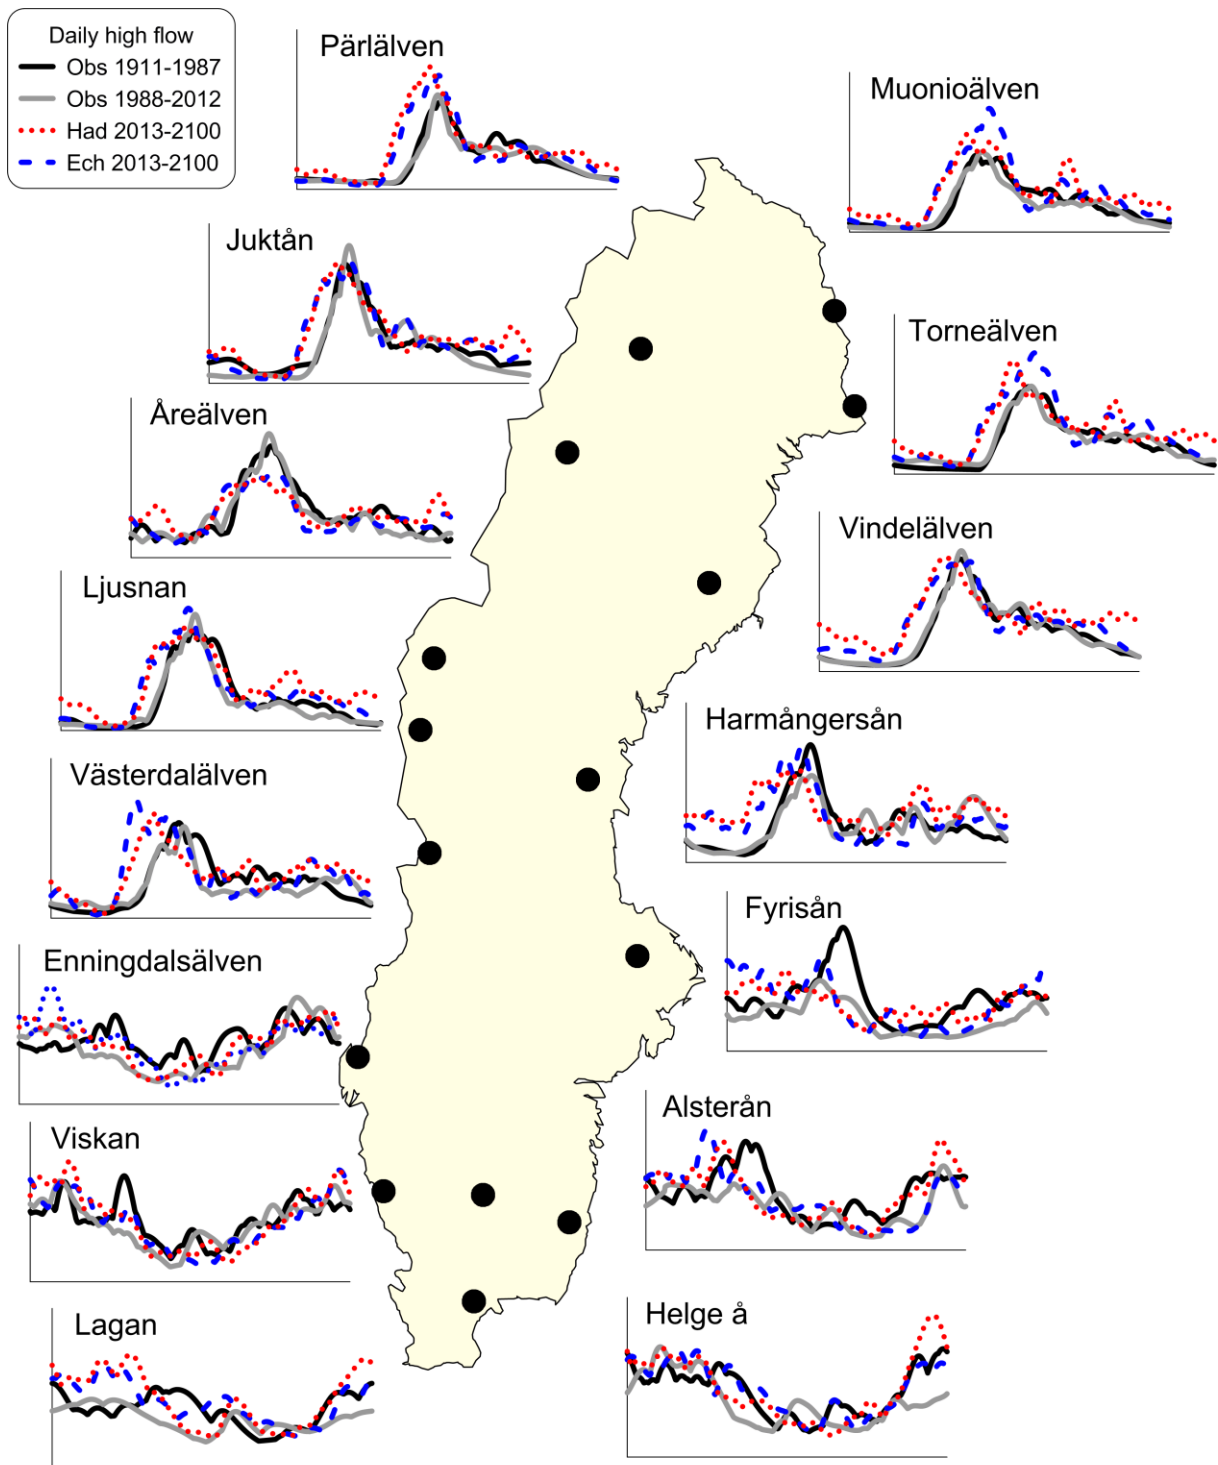 Daily high flow
Obs 1911-1987
Obs 1988-2012
Had 2013-2100
Ech 2013-2100
Pärlälven
Muonioälven
Juktån
Torneälven
Åreälven
Vindelälven
Ljusnan
Harmångersån
Västerdalälven
Fyrisån
Enningdalsälven
Alsterån
Viskan
Helge å
Lagan